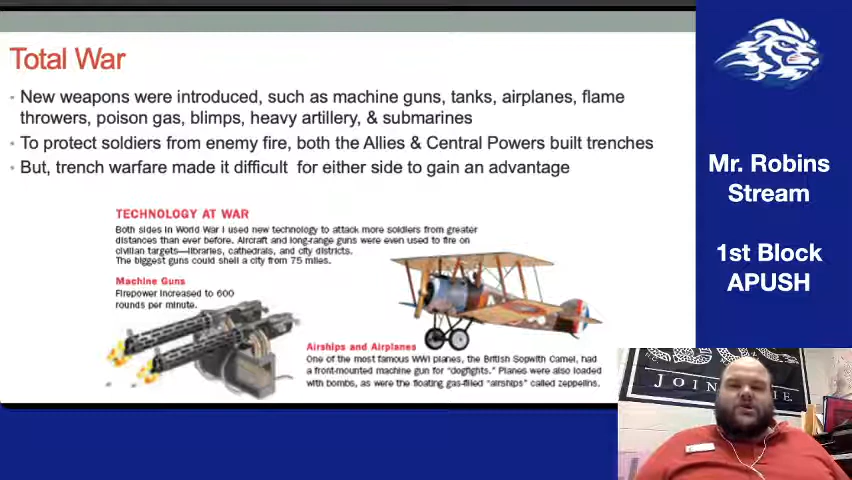 Total War
• New weapons were introduced, such as machine guns, tanks, airplanes, flame
throwers, poison gas, blimps, heavy artillery, & submarines
• To protect soldiers from enemy fire, both the Allies & Central Powers built trenches
• But, trench warfare made it difficult for either side to gain an advantage
TECHNOLOGY AT WAR
Both sides in World War I used new technology to attack more soldiers from greater
distances than ever before. Aircraft and long-range guns were even used to fire on
civilian targets—libraries, cathedrals, and city districts.
The biggest guns could shell a city from 75 miles.
Machine Guns
Firepower increased to 600
rounds per minute.
Airships and Airplanes
One of the most famous WWI planes, the British Sopwith Camel, had
a front-mounted machine gun for "dogfights." Planes were also loaded
with bombs, as were the floating gas-filled "airships" called zeppelins.
Mr. Robins
Stream
1st Block
APUSH
JOIN
IE.